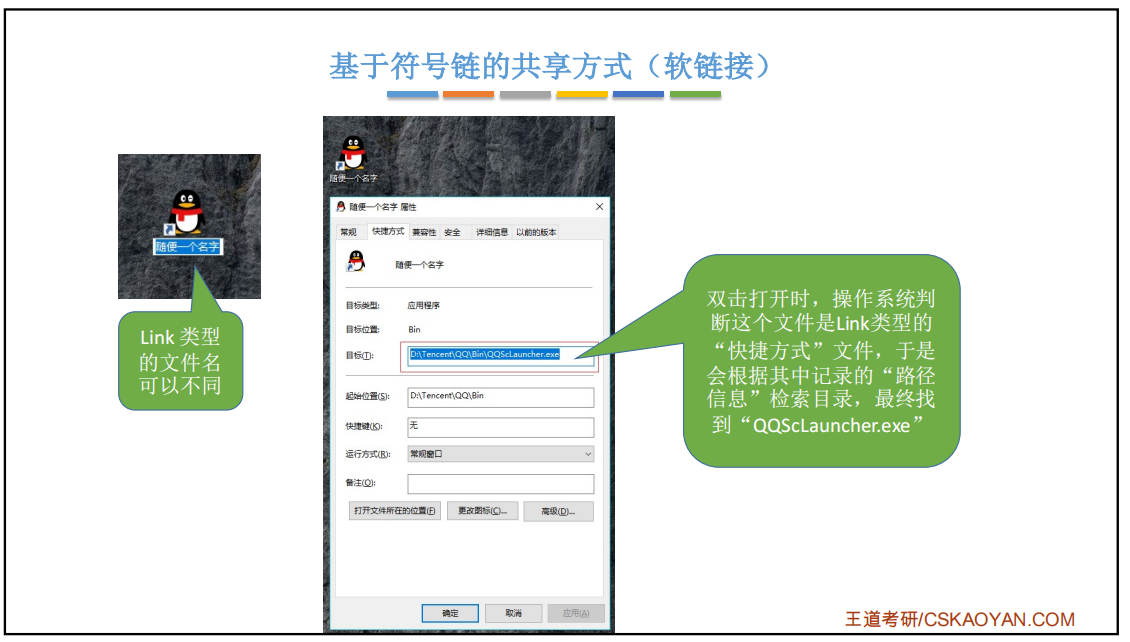 基于符号链的共享方式（软链接）
随便一个名字
Link 类型
的文件名
可以不同
随便一个名字
随便一个名字 属性
常规 快捷方式 兼容性 安全 详细信息 以前的版本
随便一个名字
目标类型: 应用程序
目标位置: Bin
目标(T): D:\Tencent\QQ\Bin\QQScLauncher.exe
起始位置(S): D:\Tencent\QQ\Bin
快捷键(K): 无
运行方式(R): 常规窗口
备注(O):
打开文件所在的位置(F) 更改图标(C)... 高级(D)...
确定 取消 应用(A)
双击打开时，操作系统判
断这个文件是Link类型的
“快捷方式”文件，于是
会根据其中记录的“路径
信息”检索目录，最终找
到“QQScLauncher.exe”
王道考研/CSKAOYAN.COM